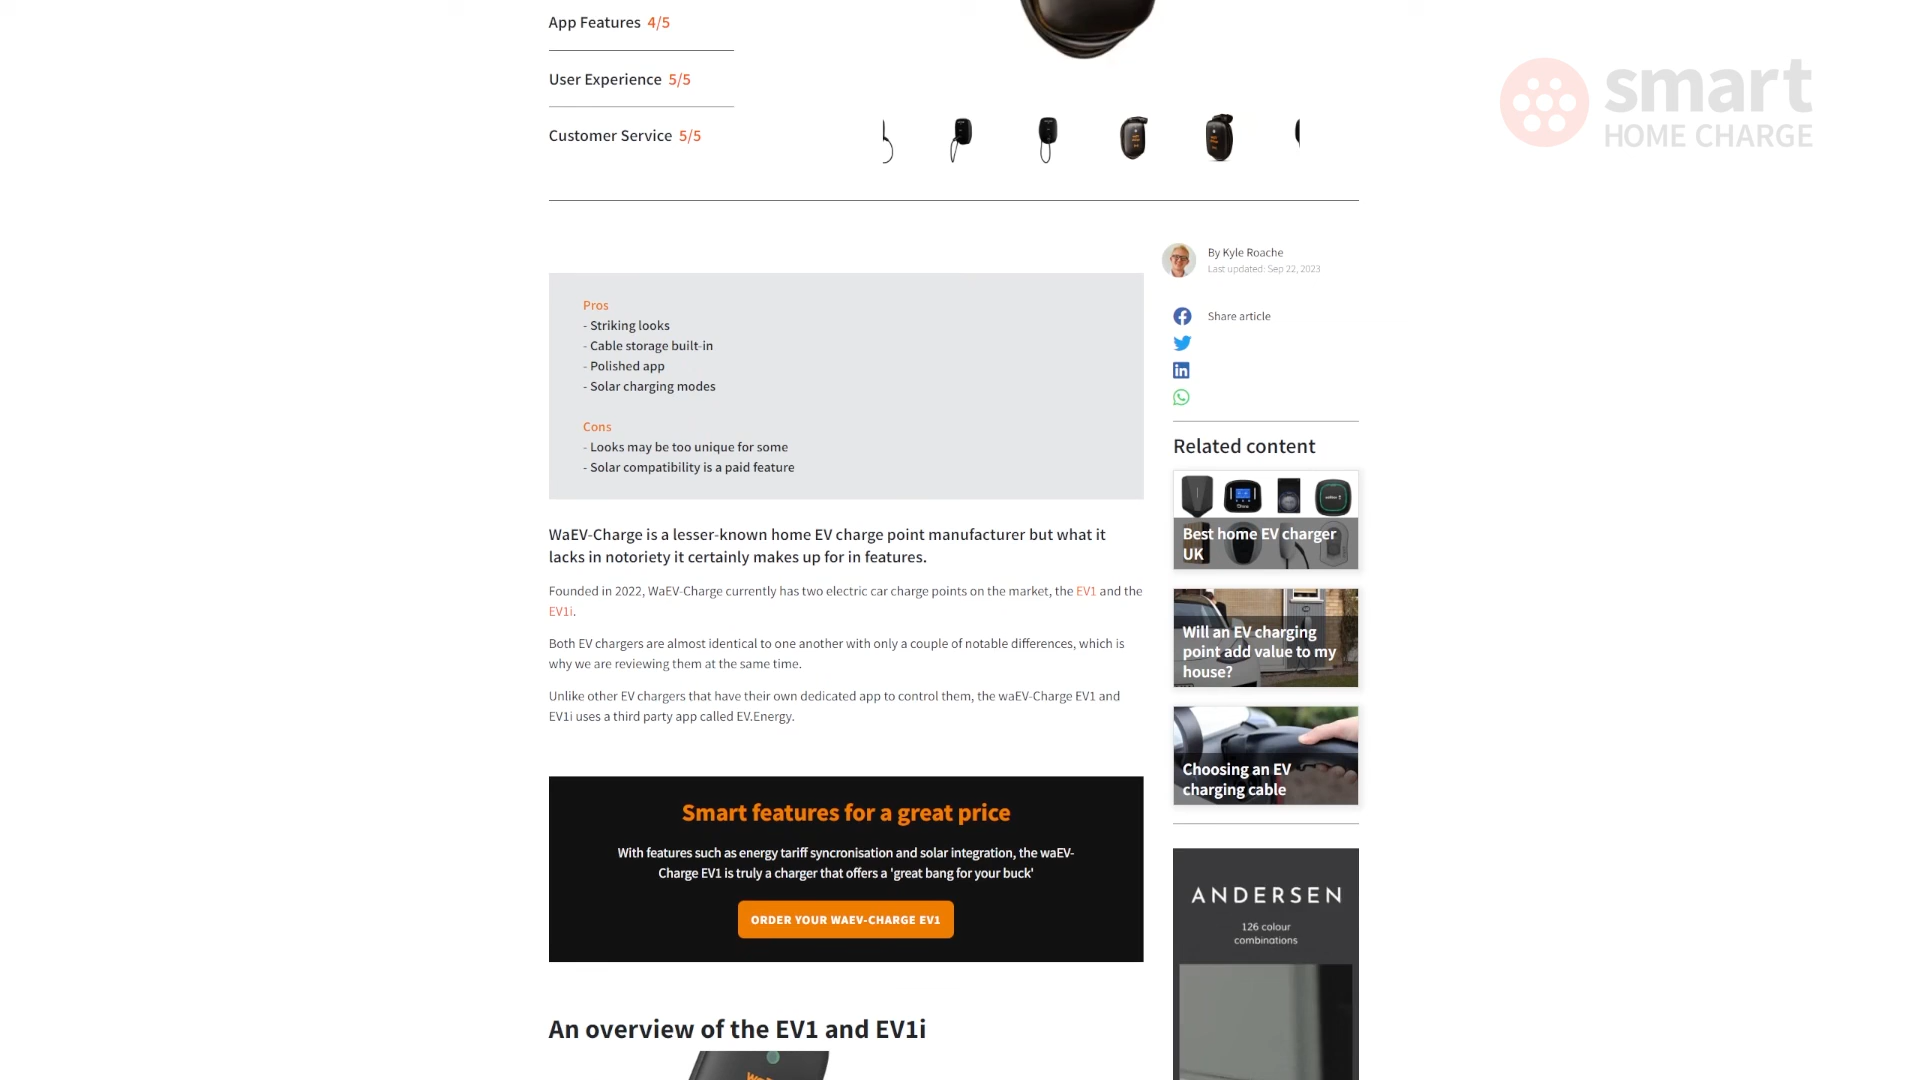 App Features 4/5
User Experience 5/5
Customer Service 5/5
smart
HOME CHARGE
By Kyle Roache
Last updated: Sep 22, 2023
Share article
Pros
- Striking looks
- Cable storage built-in
- Polished app
- Solar charging modes
Cons
- Looks may be too unique for some
- Solar compatibility is a paid feature
WaEV-Charge is a lesser-known home EV charge point manufacturer but what it
lacks in notoriety it certainly makes up for in features.
Founded in 2022, WaEV-Charge currently has two electric car charge points on the market, the EV1 and the
EV1i.
Both EV chargers are almost identical to one another with only a couple of notable differences, which is
why we are reviewing them at the same time.
Unlike other EV chargers that have their own dedicated app to control them, the waEV-Charge EV1 and
EV1i uses a third party app called EV.Energy.
Smart features for a great price
With features such as energy tariff syncronisation and solar integration, the waEV-
Charge EV1 is truly a charger that offers a 'great bang for your buck'
ORDER YOUR WAEV-CHARGE EV1
An overview of the EV1 and EV1i
Related content
Best home EV charger
UK
Will an EV charging
point add value to my
house?
Choosing an EV
charging cable
ANDERSEN
126 colour
combinations